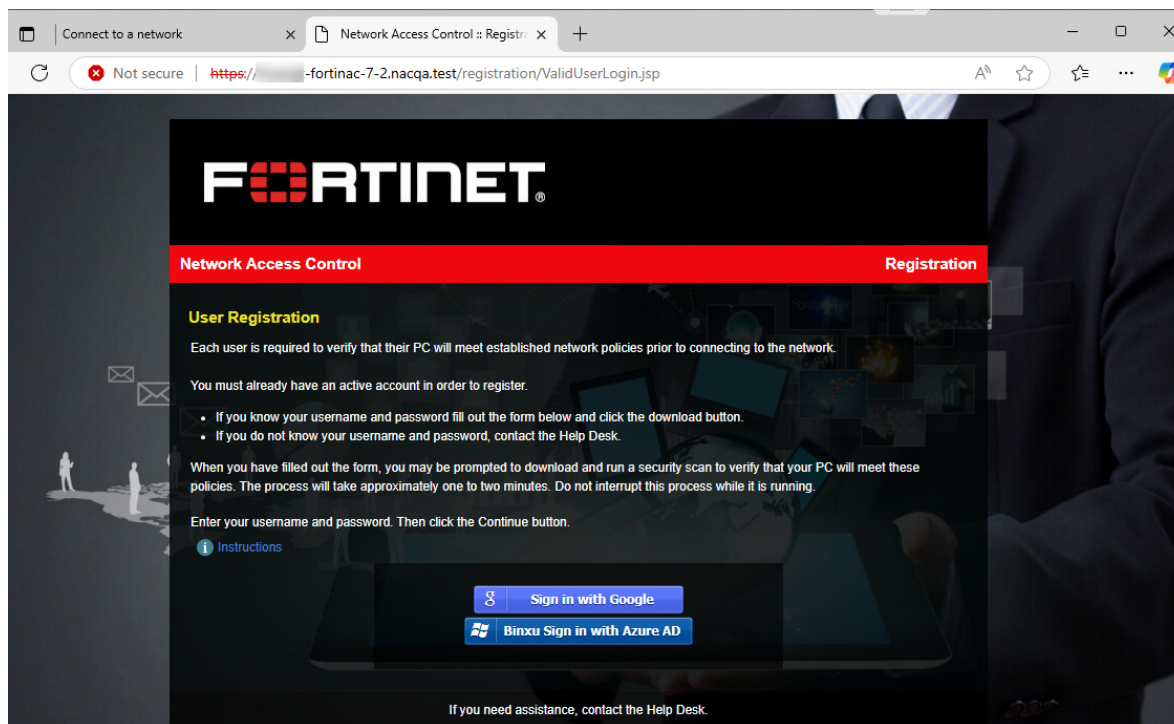 Connect to a network
Network Access Control :: Registra
Not secure https:// -fortinac-7-2.nacqa.test/registration/ValidUserLogin.jsp
FORTINET®
Network Access Control Registration
User Registration
Each user is required to verify that their PC will meet established network policies prior to connecting to the network.
You must already have an active account in order to register.
• If you know your username and password fill out the form below and click the download button.
• If you do not know your username and password, contact the Help Desk.
When you have filled out the form, you may be prompted to download and run a security scan to verify that your PC will meet these
policies. The process will take approximately one to two minutes. Do not interrupt this process while it is running.
Enter your username and password. Then click the Continue button.
Instructions
Sign in with Google
Binxu Sign in with Azure AD
If you need assistance, contact the Help Desk.